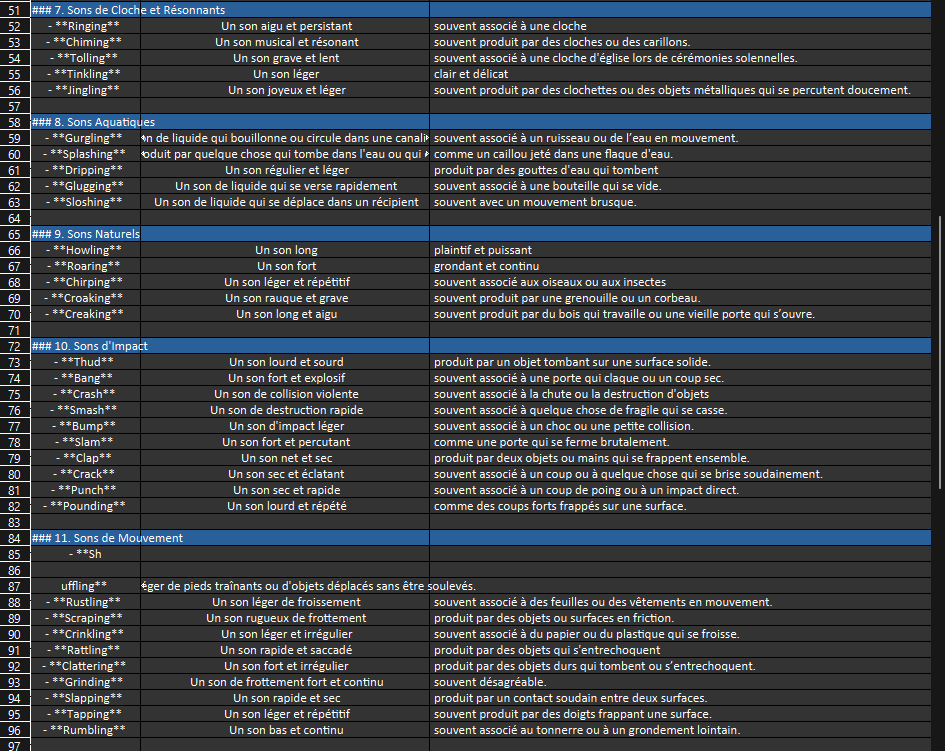 51 ### 7. Sons de Cloche et Résonnants
52 - **Ringing** Un son aigu et persistant souvent associé à une cloche
53 - **Chiming** Un son musical et résonant souvent produit par des cloches ou des carillons.
54 - **Tolling** Un son grave et lent souvent associé à une cloche d'église lors de cérémonies solennelles.
55 - **Tinkling** Un son léger clair et délicat
56 - **Jingling** Un son joyeux et léger souvent produit par des clochettes ou des objets métalliques qui se percutent doucement.
57
58 ### 8. Sons Aquatiques
59 - **Gurgling** on de liquide qui bouillonne ou circule dans une canali souvent associé à un ruisseau ou de l'eau en mouvement.
60 - **Splashing** oduit par quelque chose qui tombe dans l'eau ou qui comme un caillou jeté dans une flaque d'eau.
61 - **Dripping** Un son régulier et léger produit par des gouttes d'eau qui tombent
62 - **Glugging** Un son de liquide qui se verse rapidement souvent associé à une bouteille qui se vide.
63 - **Sloshing** Un son de liquide qui se déplace dans un récipient souvent avec un mouvement brusque.
64
65 ### 9. Sons Naturels
66 - **Howling** Un son long plaintif et puissant
67 - **Roaring** Un son fort grondant et continu
68 - **Chirping** Un son léger et répétitif souvent associé aux oiseaux ou aux insectes
69 - **Croaking** Un son rauque et grave souvent produit par une grenouille ou un corbeau.
70 - **Creaking** Un son long et aigu souvent produit par du bois qui travaille ou une vieille porte qui s'ouvre.
71
72 ### 10. Sons d'Impact
73 - **Thud** Un son lourd et sourd produit par un objet tombant sur une surface solide.
74 - **Bang** Un son fort et explosif souvent associé à une porte qui claque ou un coup sec.
75 - **Crash** Un son de collision violente souvent associé à la chute ou la destruction d'objets
76 - **Smash** Un son de destruction rapide souvent associé à quelque chose de fragile qui se casse.
77 - **Bump** Un son d'impact léger souvent associé à un choc ou une petite collision.
78 - **Slam** Un son fort et percutant comme une porte qui se ferme brutalement.
79 - **Clap** Un son net et sec produit par deux objets ou mains qui se frappent ensemble.
80 - **Crack** Un son sec et éclatant souvent associé à un coup ou à quelque chose qui se brise soudainement.
81 - **Punch** Un son sec et rapide souvent associé à un coup de poing ou à un impact direct.
82 - **Pounding** Un son lourd et répété comme des coups forts frappés sur une surface.
83
84 ### 11. Sons de Mouvement
85 - **Sh
86
87 uffling** éger de pieds traînants ou d'objets déplacés sans être soulevés.
88 - **Rustling** Un son léger de froissement souvent associé à des feuilles ou des vêtements en mouvement.
89 - **Scraping** Un son rugueux de frottement produit par des objets ou surfaces en friction.
90 - **Crinkling** Un son léger et irrégulier souvent associé à du papier ou du plastique qui se froisse.
91 - **Rattling** Un son rapide et saccadé produit par des objets qui s'entrechoquent
92 - **Clattering** Un son fort et irrégulier produit par des objets durs qui tombent ou s'entrechoquent.
93 - **Grinding** Un son de frottement fort et continu souvent désagréable.
94 - **Slapping** Un son rapide et sec produit par un contact soudain entre deux surfaces.
95 - **Tapping** Un son léger et répétitif souvent produit par des doigts frappant une surface.
96 - **Rumbling** Un son bas et continu souvent associé au tonnerre ou à un grondement lointain.
97